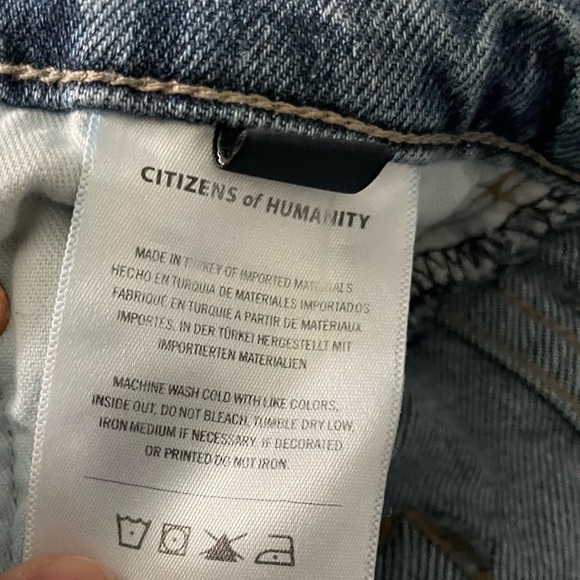 CITIZENS of HUMANITY
MADE IN TURKEY OF IMPORTED MATERIALS
HECHO EN TURQUIA DE MATERIALES IMPORTADOS
FABRIQUÉ EN TURQUIE A PARTIR DE MATERIAUX
IMPORTES. IN DER TÜRKEI HERGESTELLT MIT
IMPORTIERTEN MATERIALIEN
MACHINE WASH COLD WITH LIKE COLORS,
INSIDE OUT, DO NOT BLEACH, TUMBLE DRY LOW,
IRON MEDIUM IF NECESSARY. IF DECORATED
OR PRINTED DO NOT IRON.